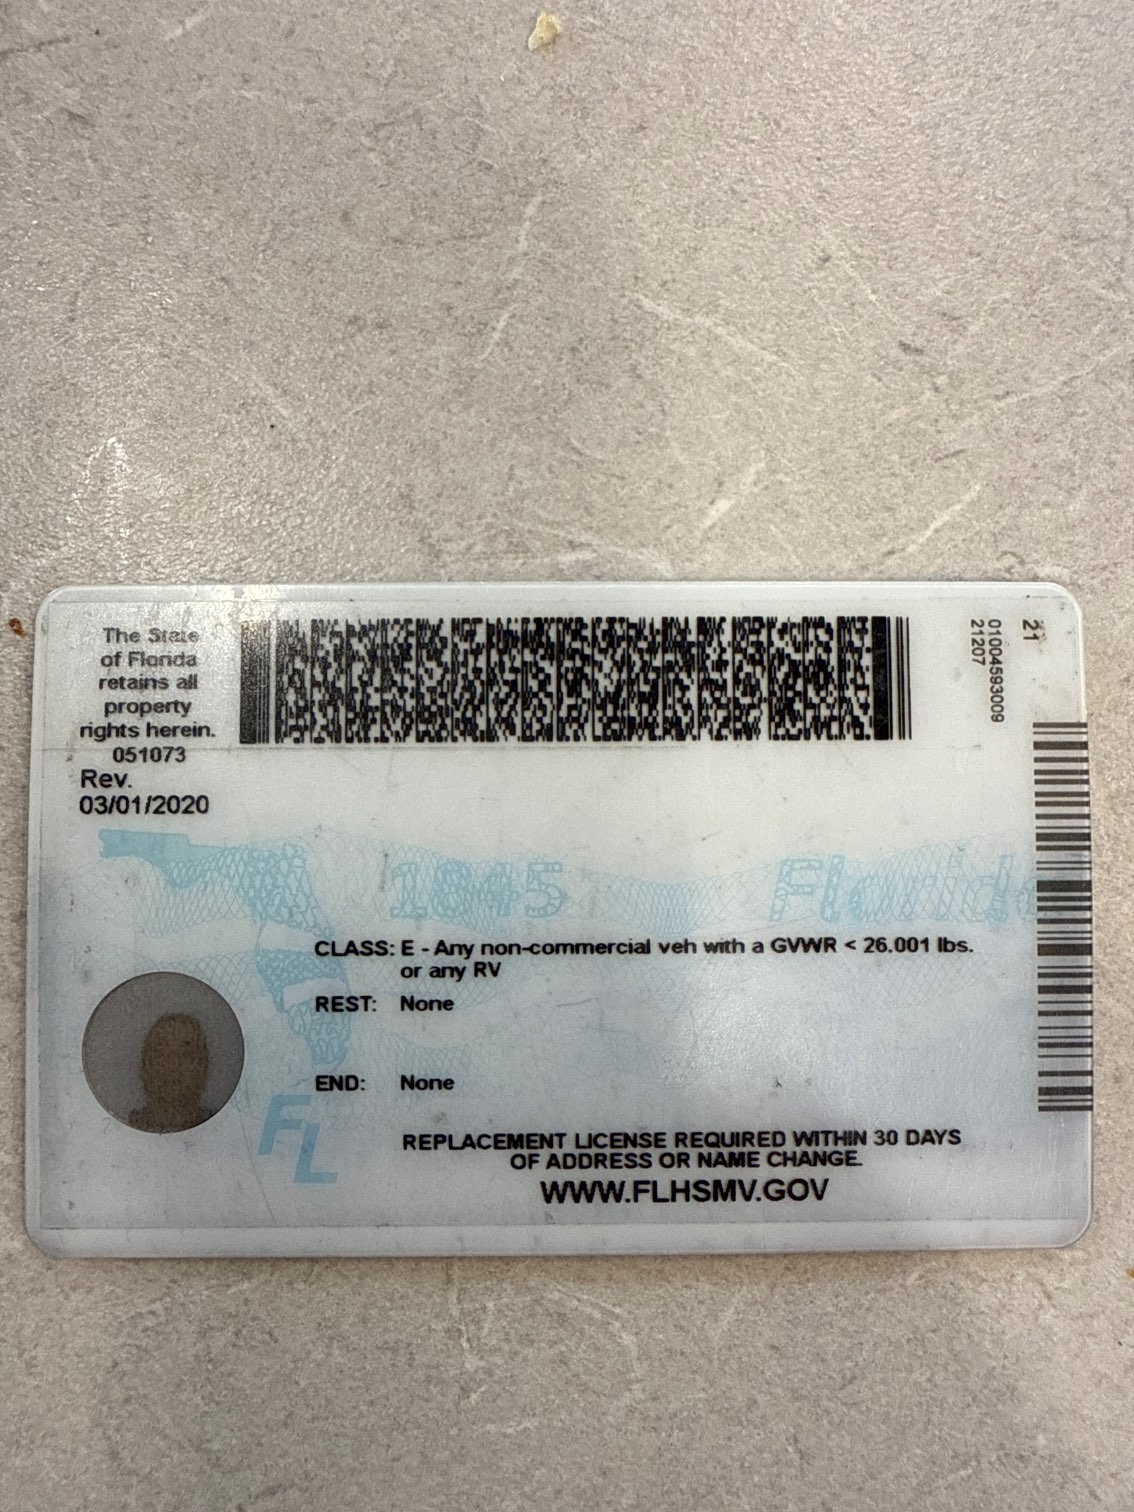 The State
of Florida
retains all
property
rights herein.
051073
Rev.
03/01/2020
21
01004593009
21207
1845 Florida
CLASS: E - Any non-commercial veh with a GVWR < 26.001 lbs.
or any RV
REST: None
END: None
FL
REPLACEMENT LICENSE REQUIRED WITHIN 30 DAYS
OF ADDRESS OR NAME CHANGE.
WWW.FLHSMV.GOV